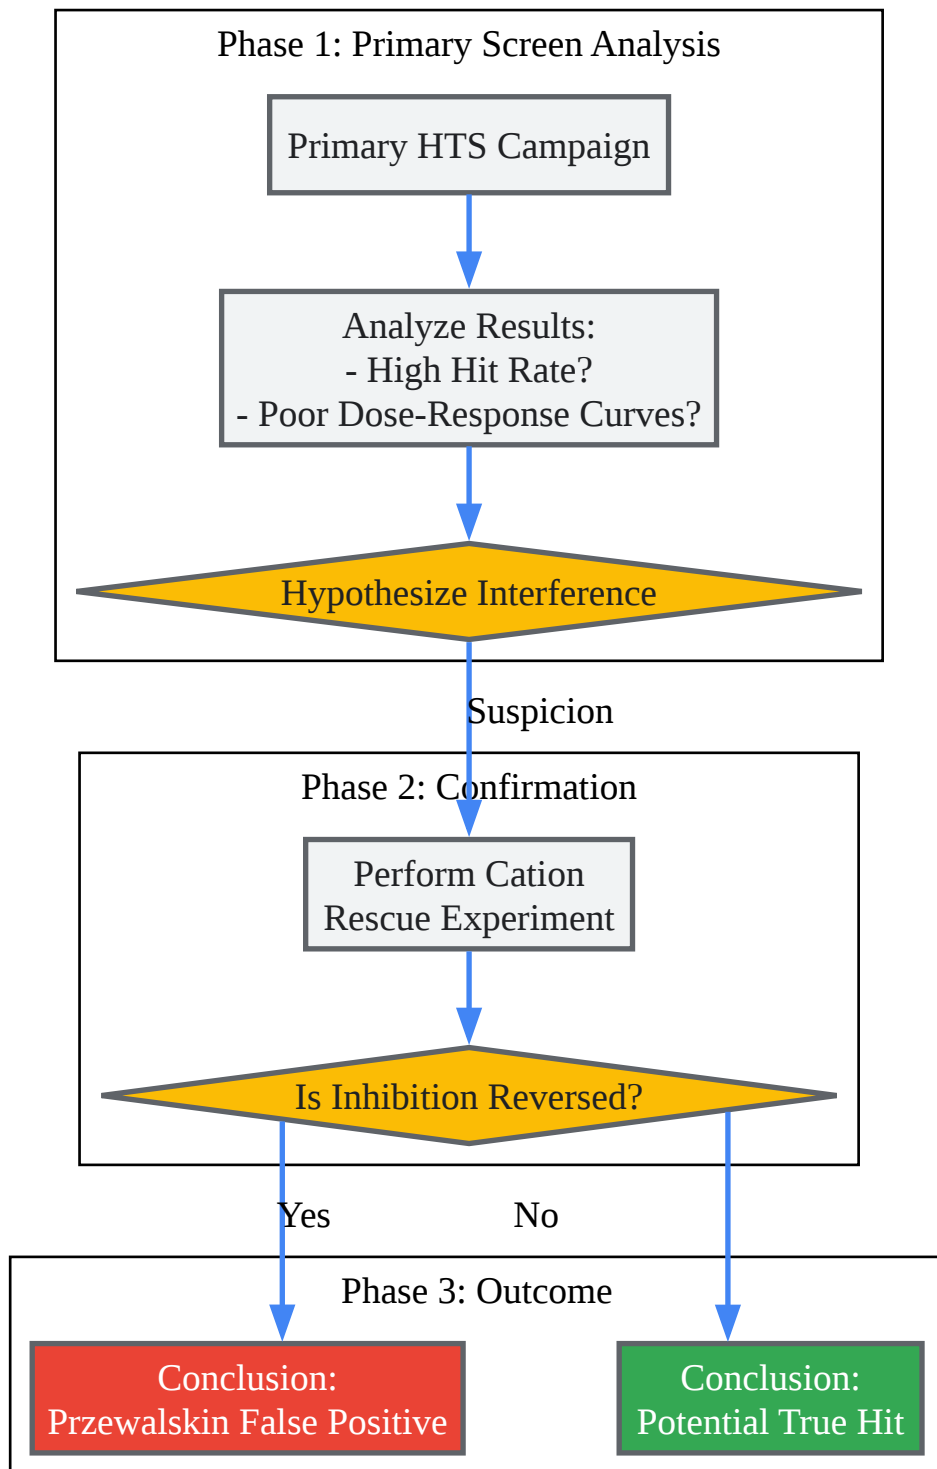 Phase 1: Primary Screen Analysis
Primary HTS Campaign
Analyze Results:
- High Hit Rate?
- Poor Dose-Response Curves?
Hypothesize Interference
Suspicion
Phase 2: Confirmation
Perform Cation
Rescue Experiment
Is Inhibition Reversed?
Yes
No
Phase 3: Outcome
Conclusion:
Przewalskin False Positive
Conclusion:
Potential True Hit